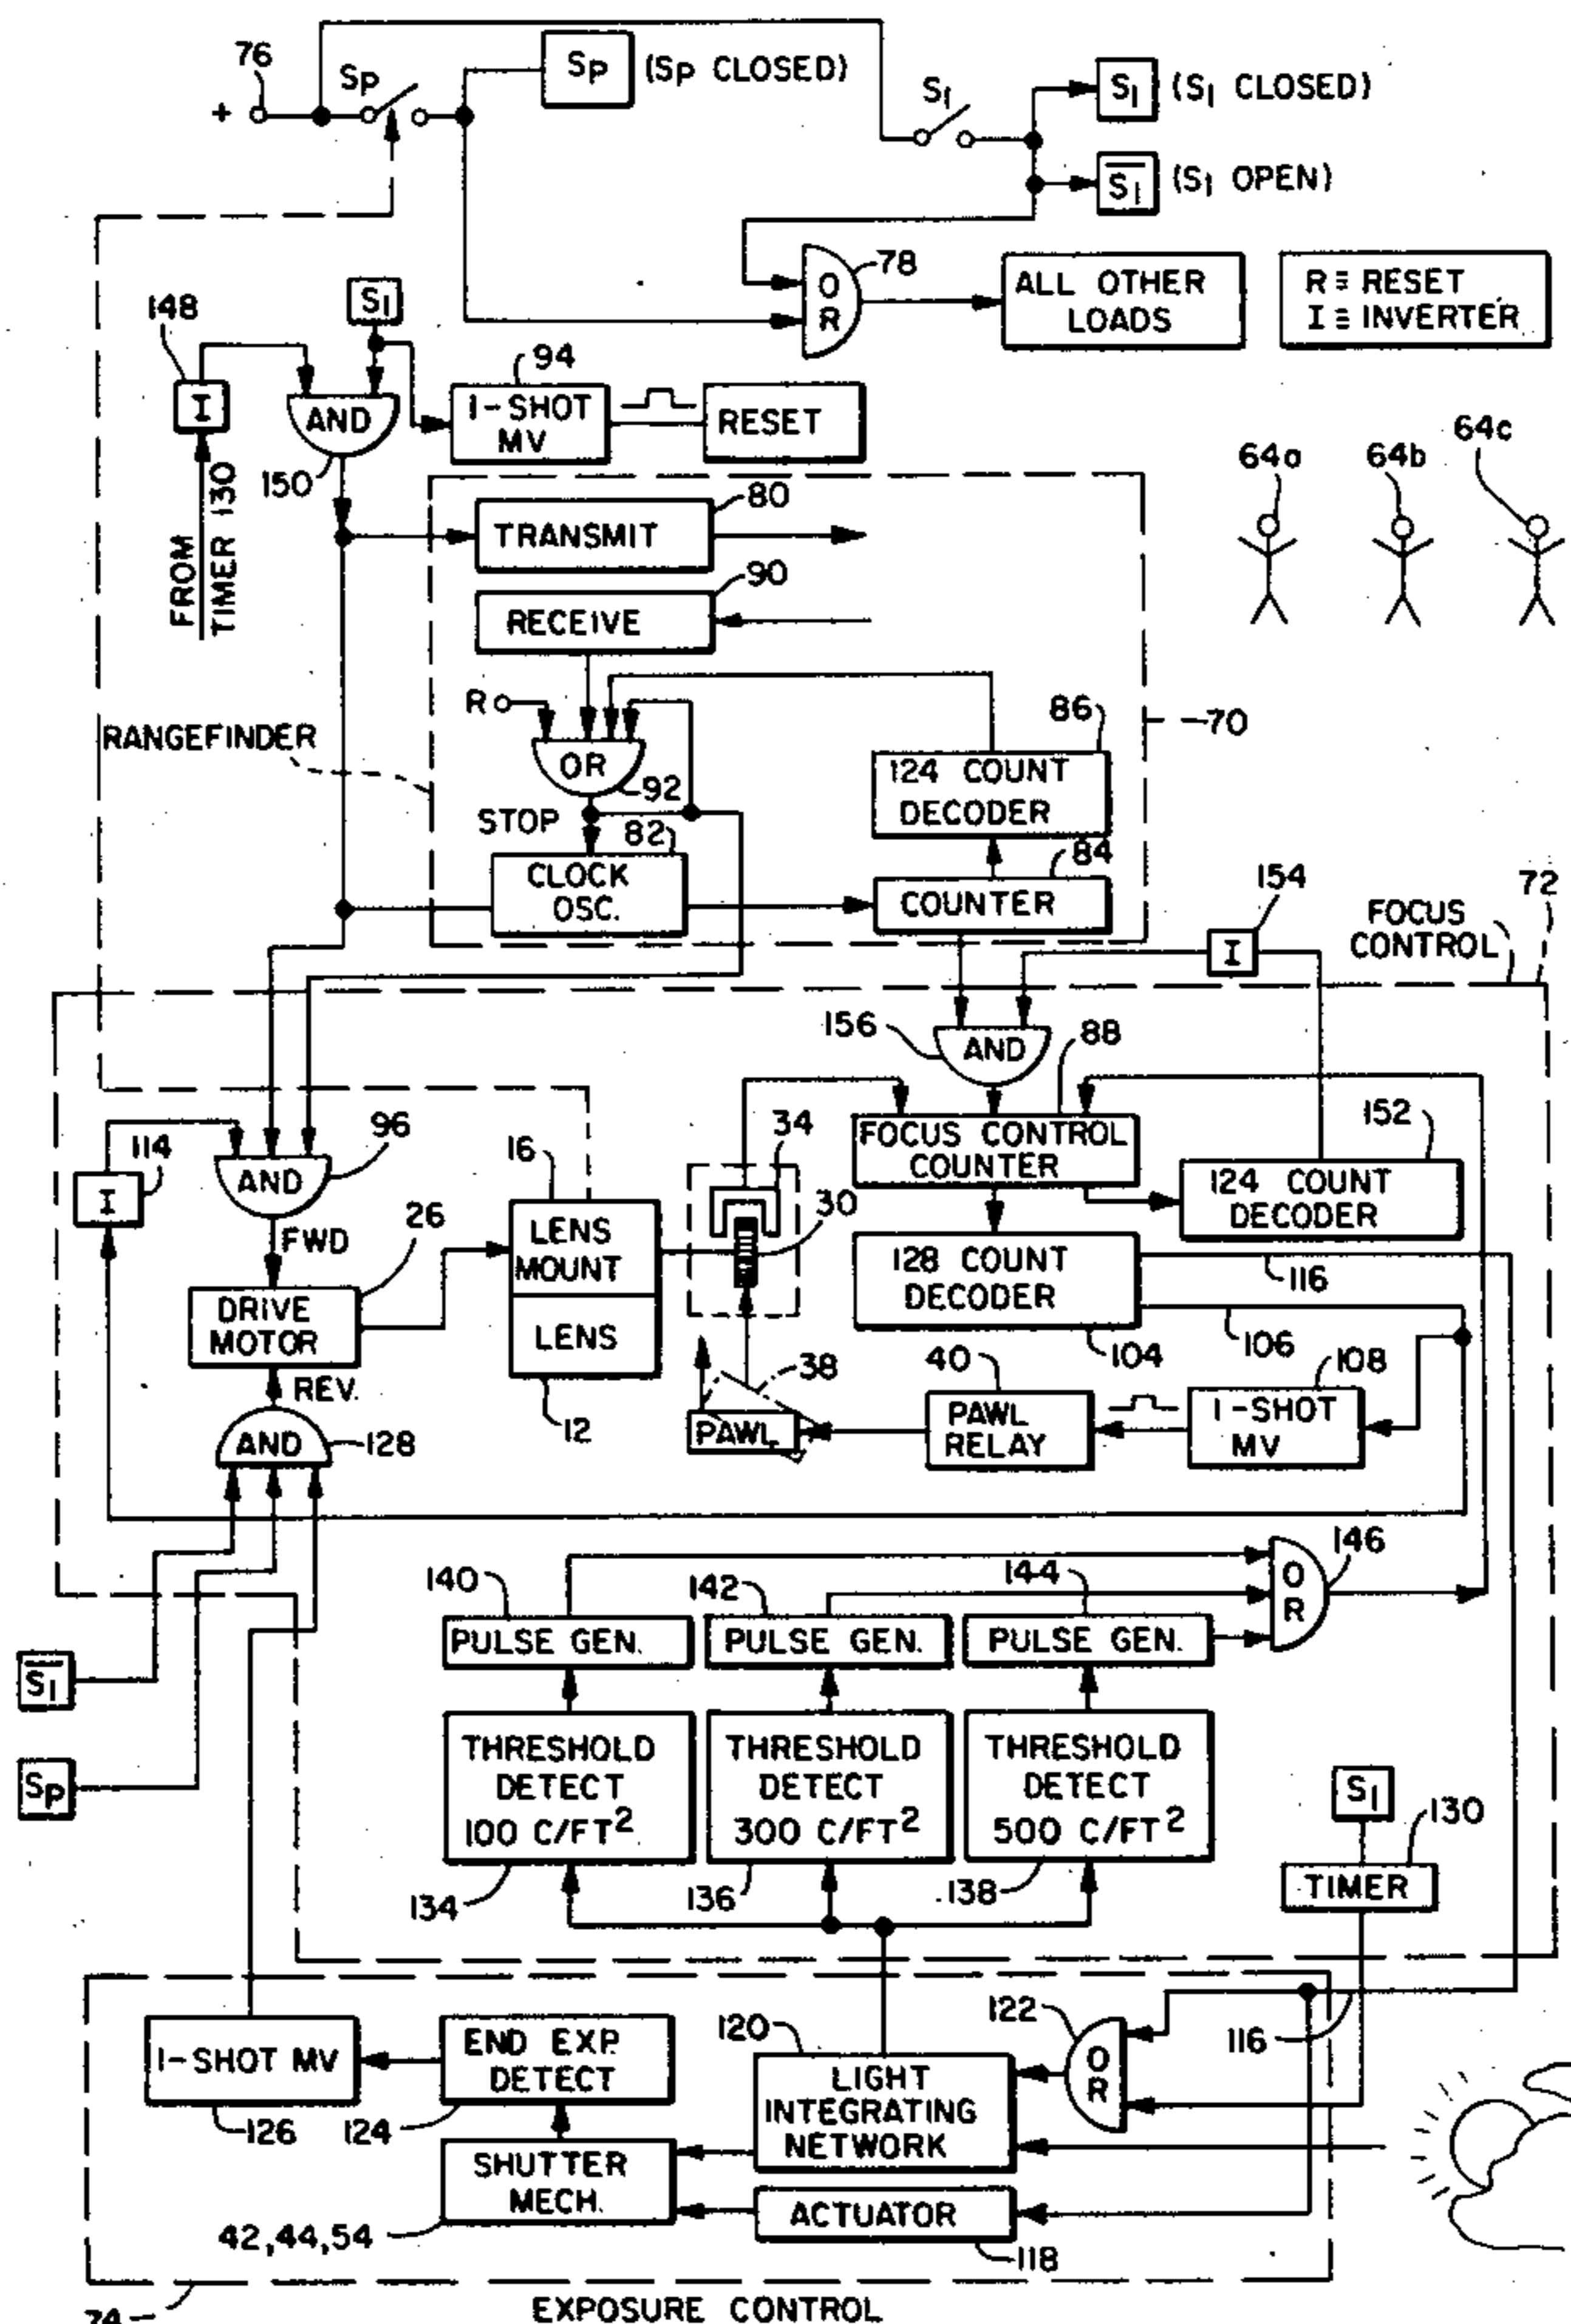 76
+
Sp
Sp
(Sp CLOSED)
S1
S1
(S1 CLOSED)
S̅1̅
(S1 OPEN)
OR
78
ALL OTHER
LOADS
R ≡ RESET
I ≡ INVERTER
148
I
S1
AND
150
FROM
TIMER 130
94
1-SHOT
MV
RESET
64a
64b
64c
80
TRANSMIT
90
RECEIVE
R
OR
92
STOP
RANGEFINDER
86
124 COUNT
DECODER
70
82
CLOCK
OSC.
84
COUNTER
154
I
72
FOCUS
CONTROL
156
AND
88
FOCUS CONTROL
COUNTER
152
124 COUNT
DECODER
114
I
AND
96
FWD
26
DRIVE
MOTOR
REV.
AND
128
16
LENS
MOUNT
LENS
12
34
30
128 COUNT
DECODER
104
116
106
38
PAWL
40
PAWL
RELAY
108
1-SHOT
MV
140
PULSE GEN.
142
PULSE GEN.
144
PULSE GEN.
OR
146
S̅1̅
Sp
THRESHOLD
DETECT
100 C/FT²
134
THRESHOLD
DETECT
300 C/FT²
136
THRESHOLD
DETECT
500 C/FT²
138
S1
130
TIMER
1-SHOT MV
126
END EXP.
DETECT
124
120
LIGHT
INTEGRATING
NETWORK
122
OR
116
SHUTTER
MECH.
42,44,54
ACTUATOR
118
74
EXPOSURE CONTROL